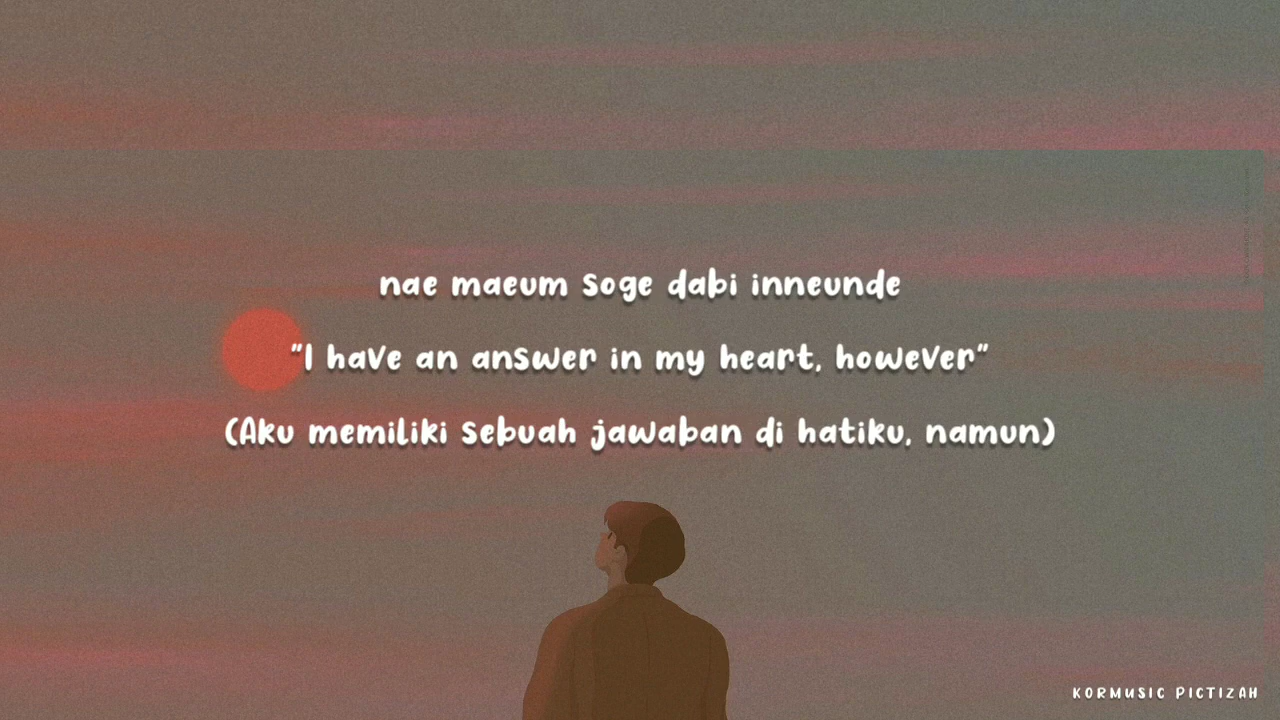 nae maeum soge dabi inneunde
"I have an answer in my heart, however"
(Aku memiliki sebuah jawaban di hatiku, namun)
KORMUSIC PICTIZAH